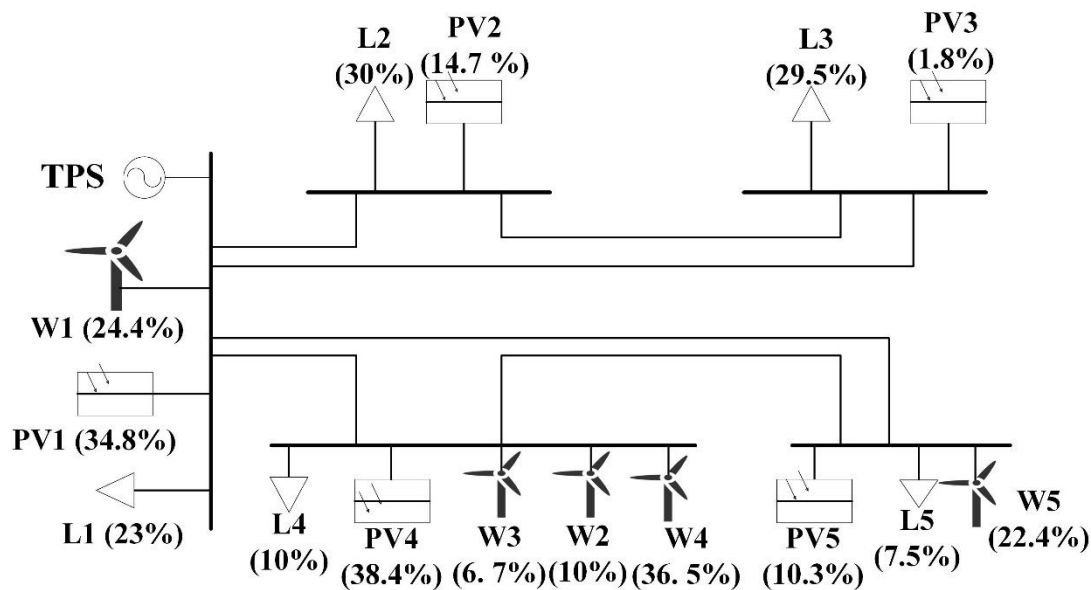 L2
(30%)
PV2
(14.7 %)
L3
(29.5%)
PV3
(1.8%)
TPS
W1 (24.4%)
PV1 (34.8%)
L1 (23%)
L4
(10%)
PV4
(38.4%)
W3
(6. 7%)
W2
(10%)
W4
(36. 5%)
PV5
(10.3%)
L5
(7.5%)
W5
(22.4%)